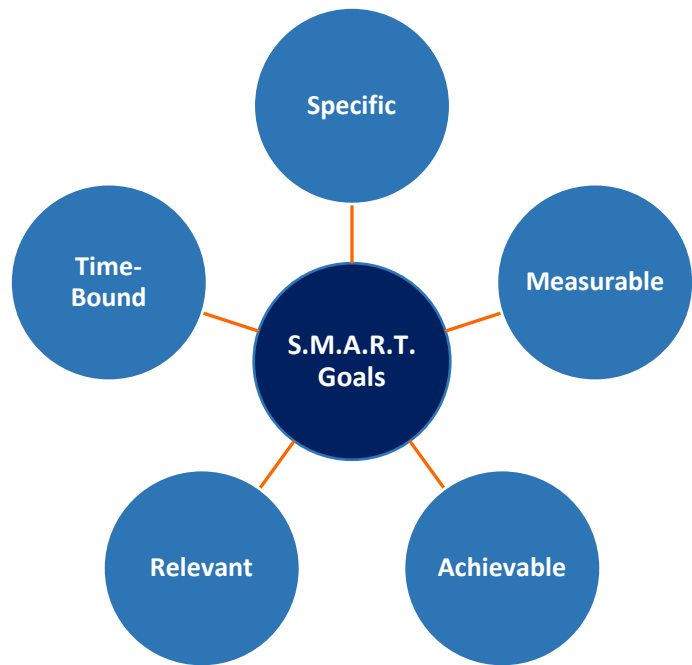 Specific
Measurable
Achievable
Relevant
Time-
Bound
S.M.A.R.T.
Goals